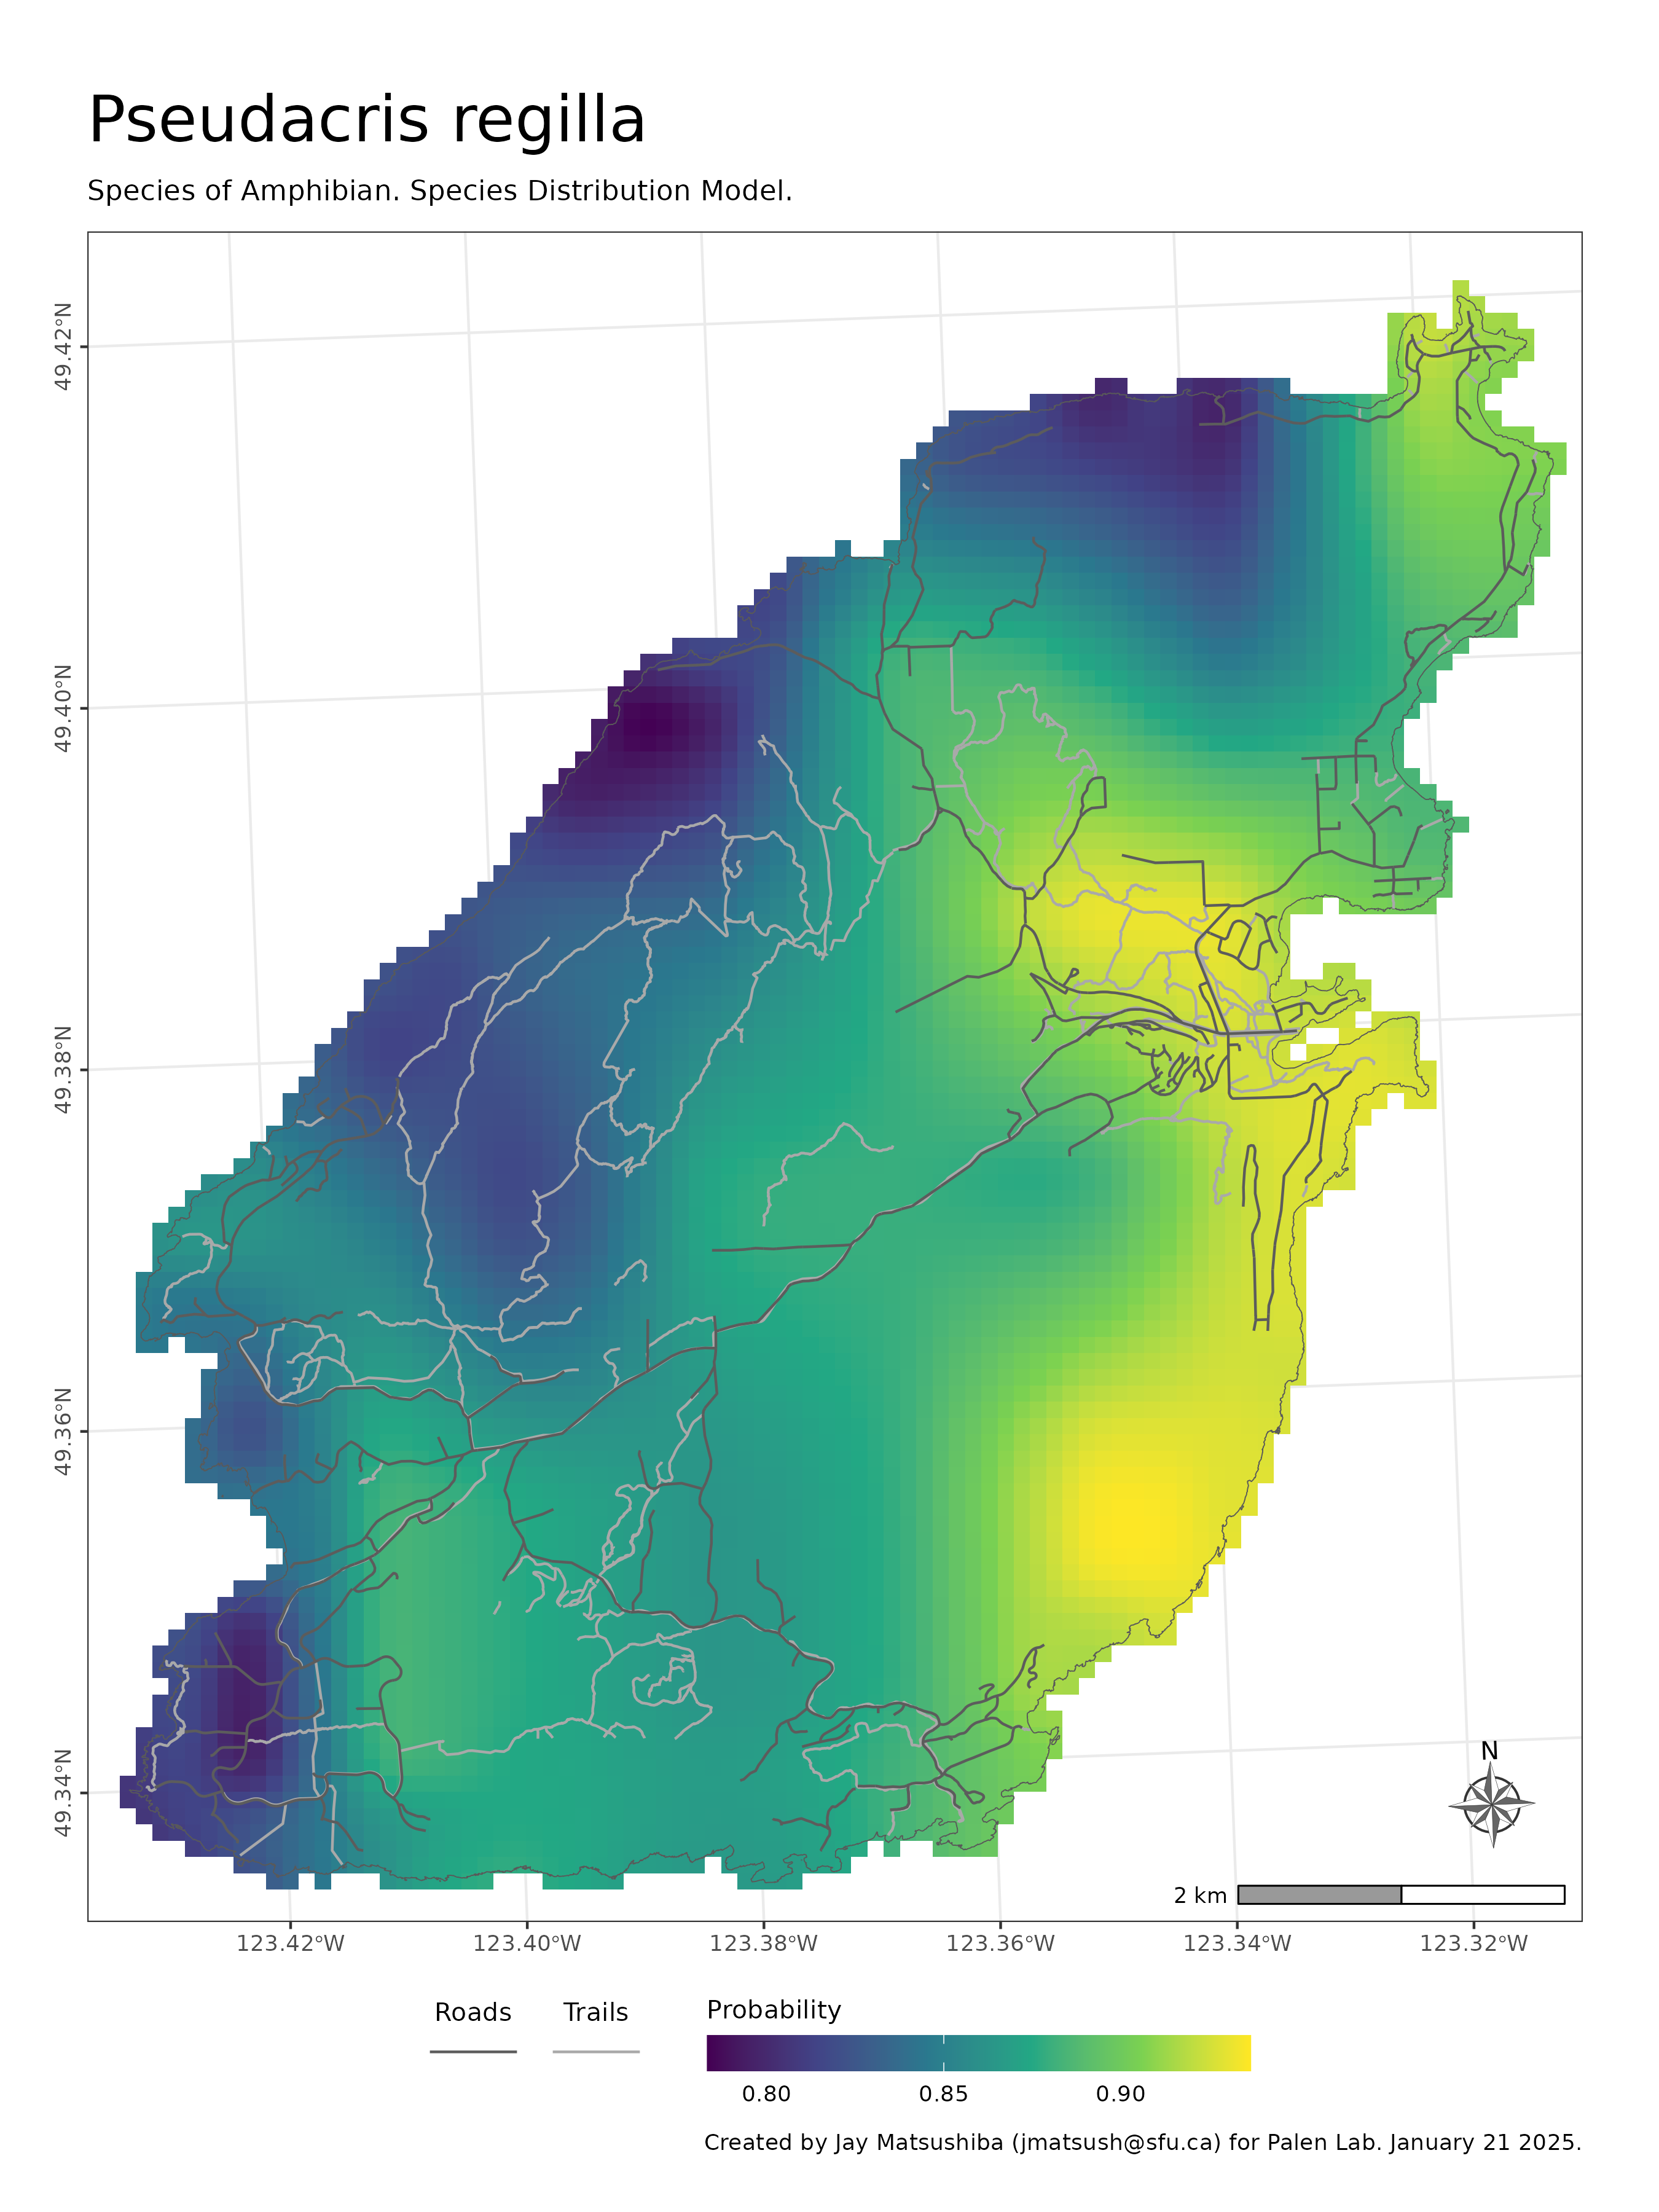 Pseudacris regilla
Species of Amphibian. Species Distribution Model.
49.42°N
49.40°N
49.38°N
49.36°N
49.34°N
N
2 km
123.42°W 123.40°W 123.38°W 123.36°W 123.34°W 123.32°W
Roads Trails Probability
0.80 0.85 0.90
Created by Jay Matsushiba (jmatsush@sfu.ca) for Palen Lab. January 21 2025.